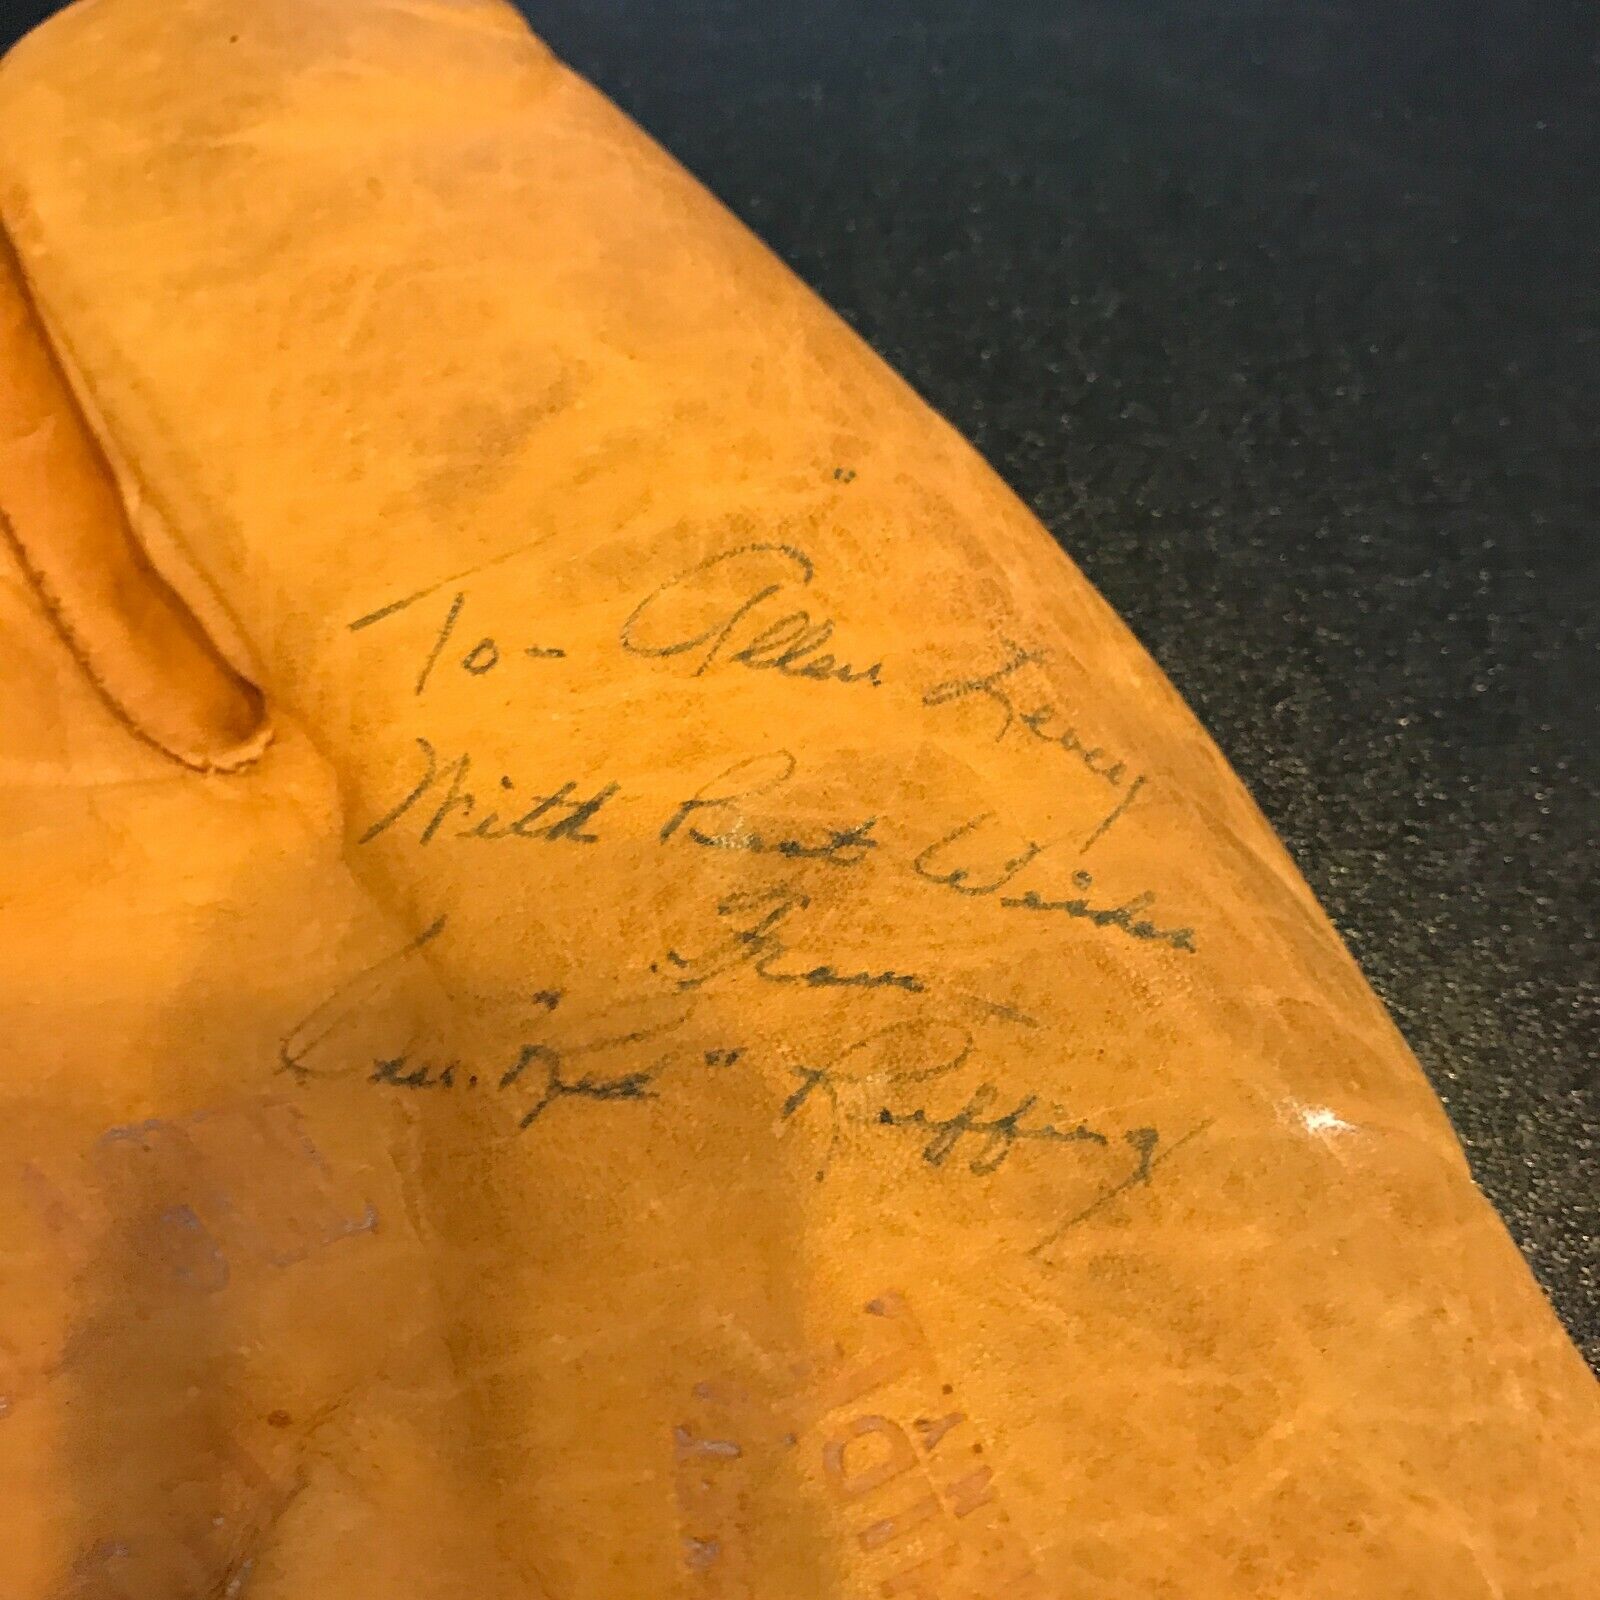 To- Allen Levey
With Best Wishes
From -
Chas. "Red" Ruffing